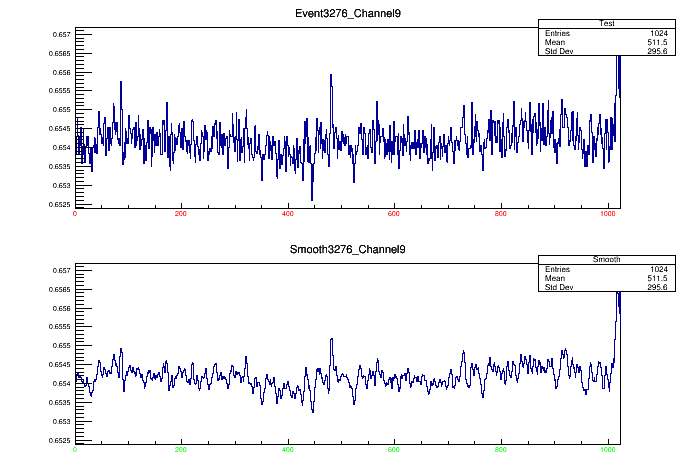 Event3276_Channel9
Test
Entries 1024
Mean 511.5
Std Dev 295.6
0.657
0.6565
0.656
0.6555
0.655
0.6545
0.654
0.6535
0.653
0.6525
0 200 400 600 800 1000
Smooth3276_Channel9
Smooth
Entries 1024
Mean 511.5
Std Dev 295.6
0.657
0.6565
0.656
0.6555
0.655
0.6545
0.654
0.6535
0.653
0.6525
0 200 400 600 800 1000